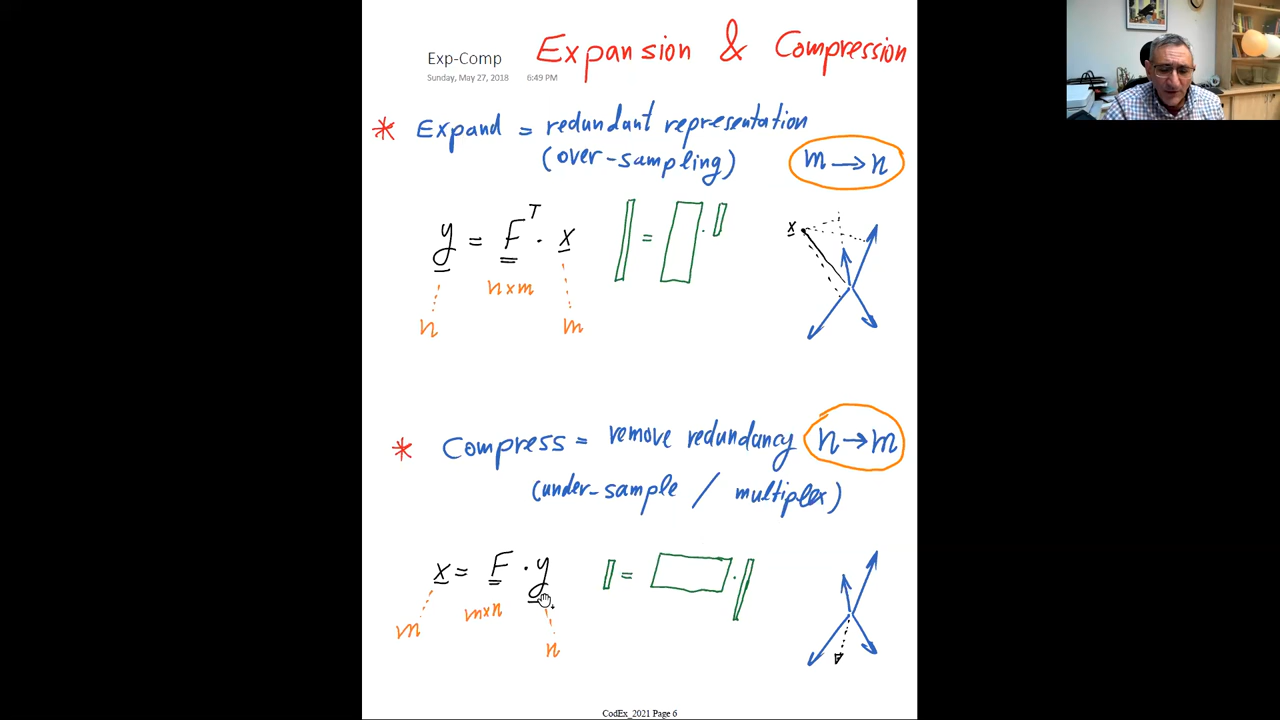 Expansion & Compression
Exp-Comp
Sunday, May 27, 2018 6:49 PM
* Expand = redundant representation
(over-sampling)
m → n
y = F^T · x
n x m
n
m
x
* Compress = remove redundancy
n → m
(under-sample / multiplex)
x = F · y
m x n
m
n
CodEx_2021 Page 6